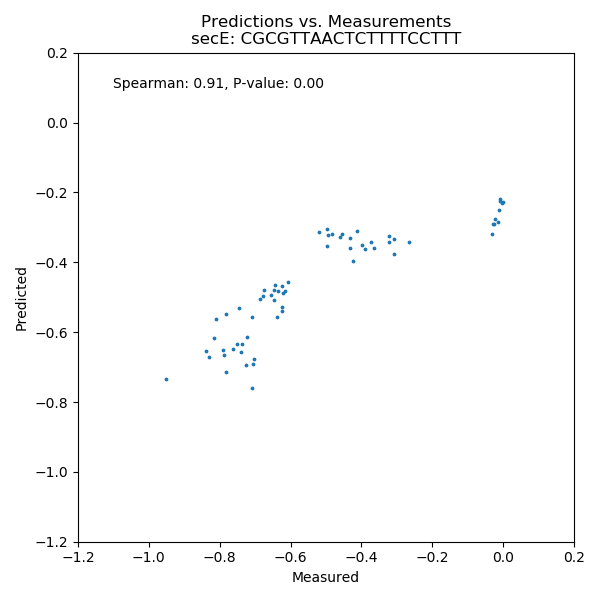 Predictions vs. Measurements
secE: CGCGTTAACTCTTTTCCTTT
Spearman: 0.91, P-value: 0.00
0.2
0.0
−0.2
−0.4
−0.6
−0.8
−1.0
−1.2
Predicted
−1.2 −1.0 −0.8 −0.6 −0.4 −0.2 0.0 0.2
Measured